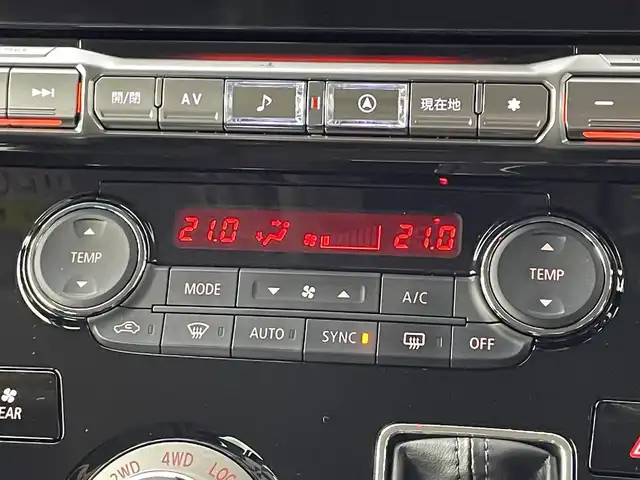 開/閉 AV 現在地
21.0 21.0
TEMP TEMP
MODE A/C
AUTO SYNC OFF
EAR
2WD 4WD LOC